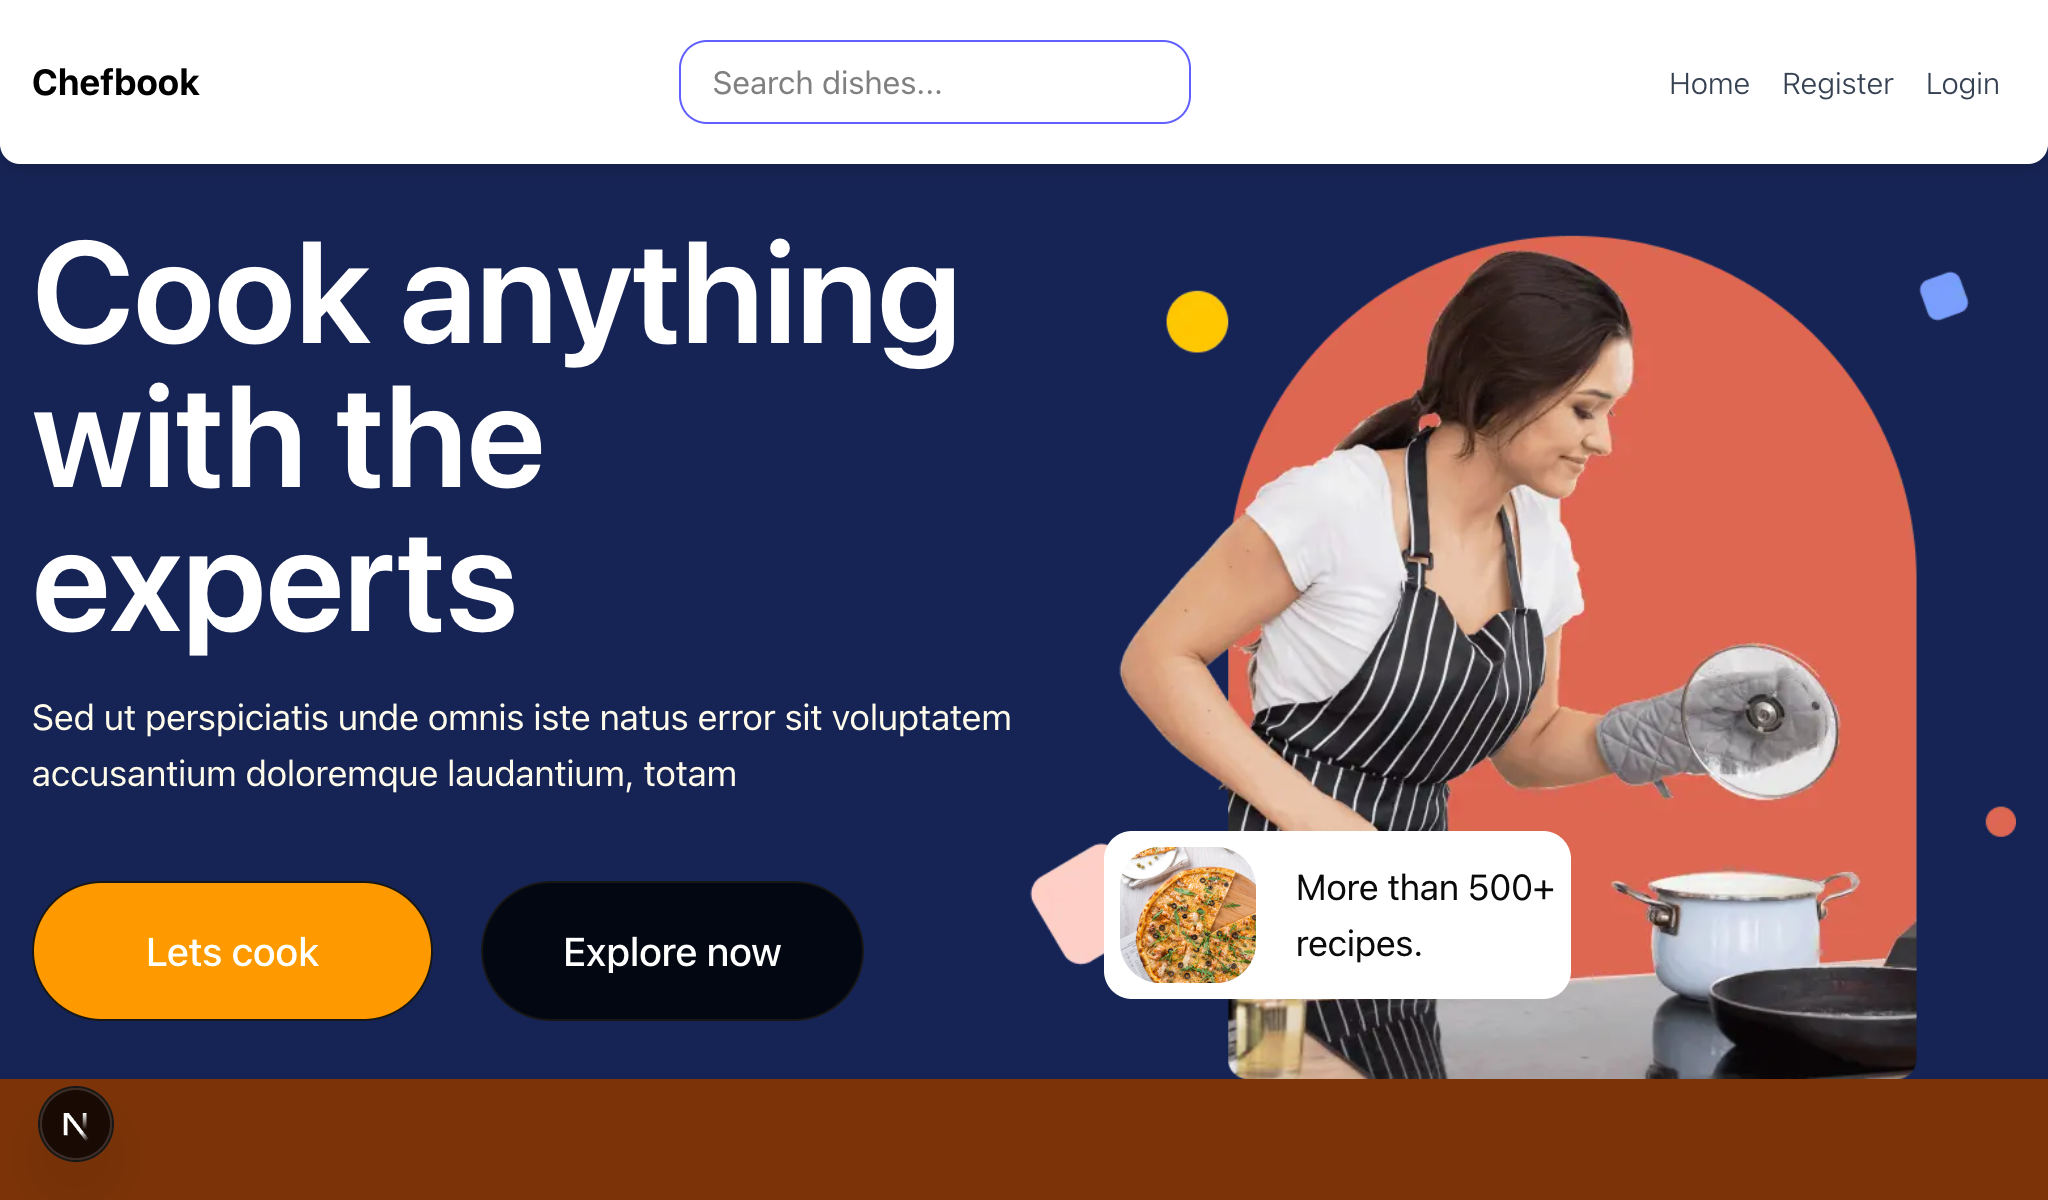 Chefbook
Search dishes...
Home Register Login
Cook anything
with the
experts
Sed ut perspiciatis unde omnis iste natus error sit voluptatem
accusantium doloremque laudantium, totam
Lets cook
Explore now
More than 500+
recipes.
N